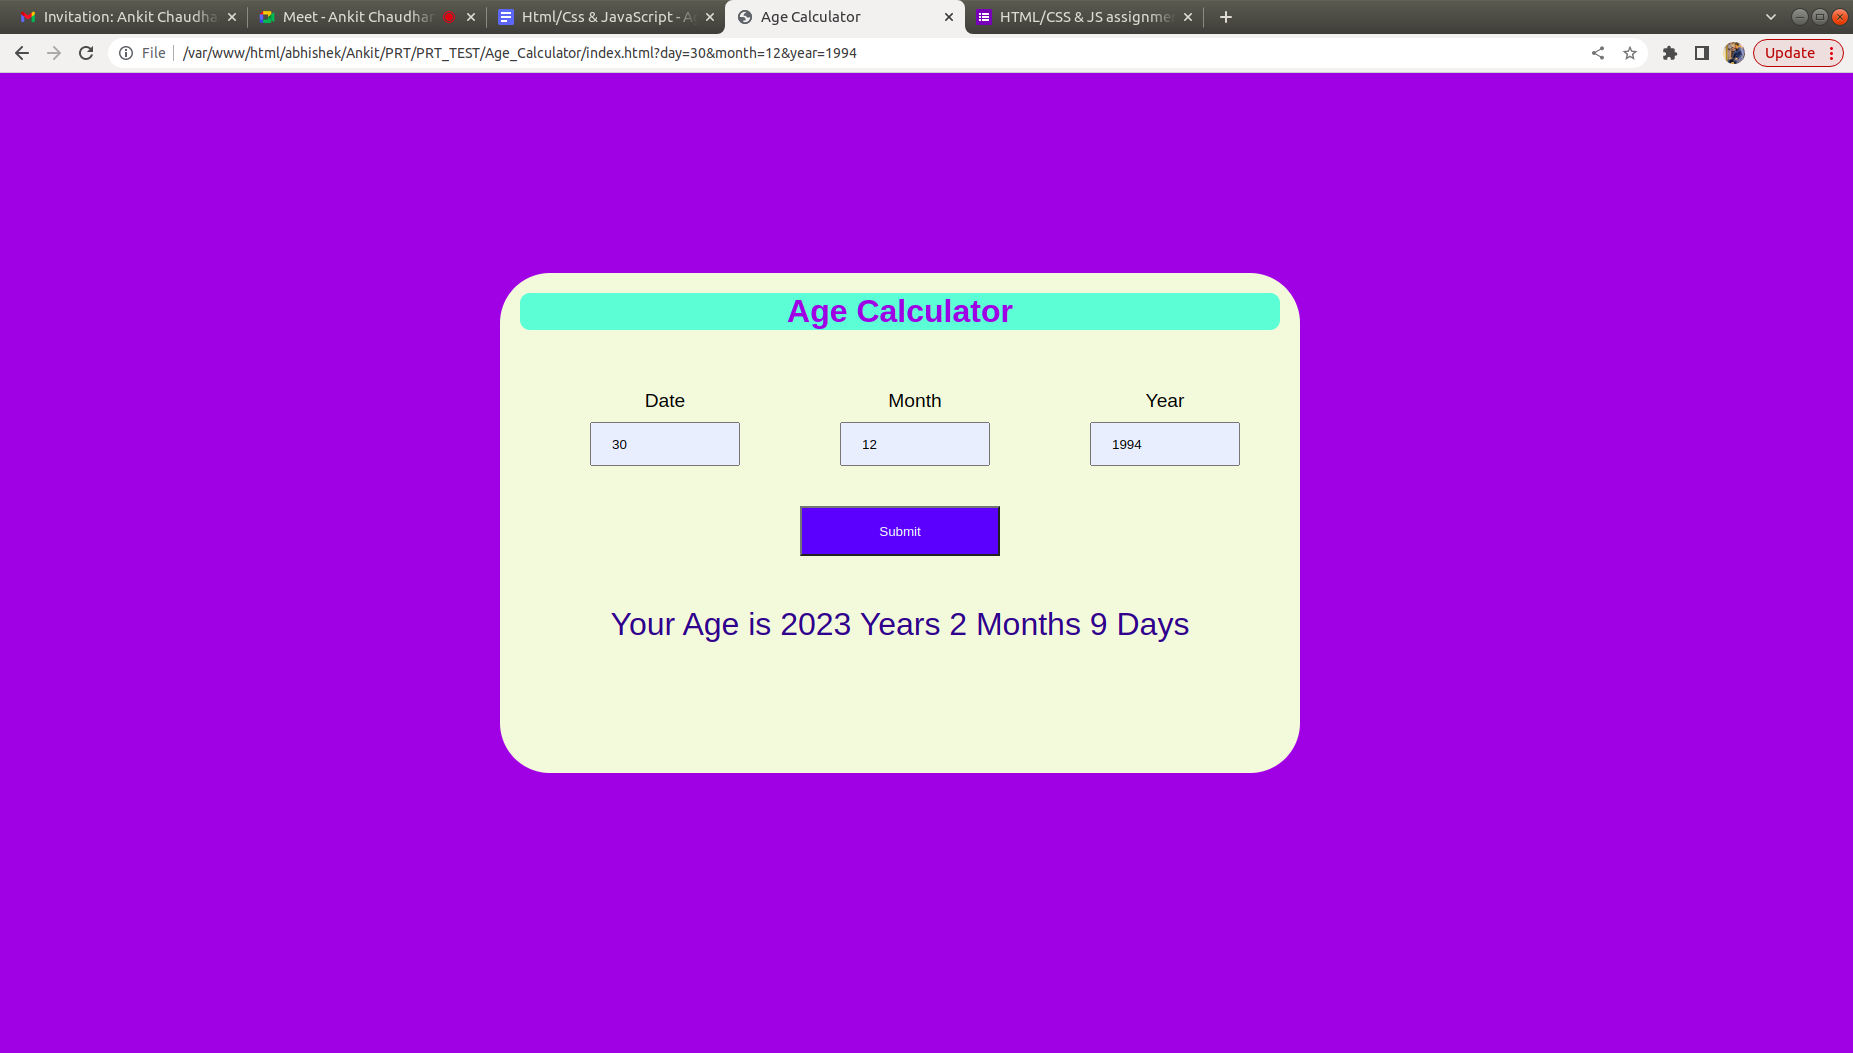 Invitation: Ankit Chaudha
Meet - Ankit Chaudhar
Html/Css & JavaScript - A
Age Calculator
HTML/CSS & JS assignme
File
/var/www/html/abhishek/Ankit/PRT/PRT_TEST/Age_Calculator/index.html?day=30&month=12&year=1994
Update
Age Calculator
Date Month Year
30 12 1994
Submit
Your Age is 2023 Years 2 Months 9 Days